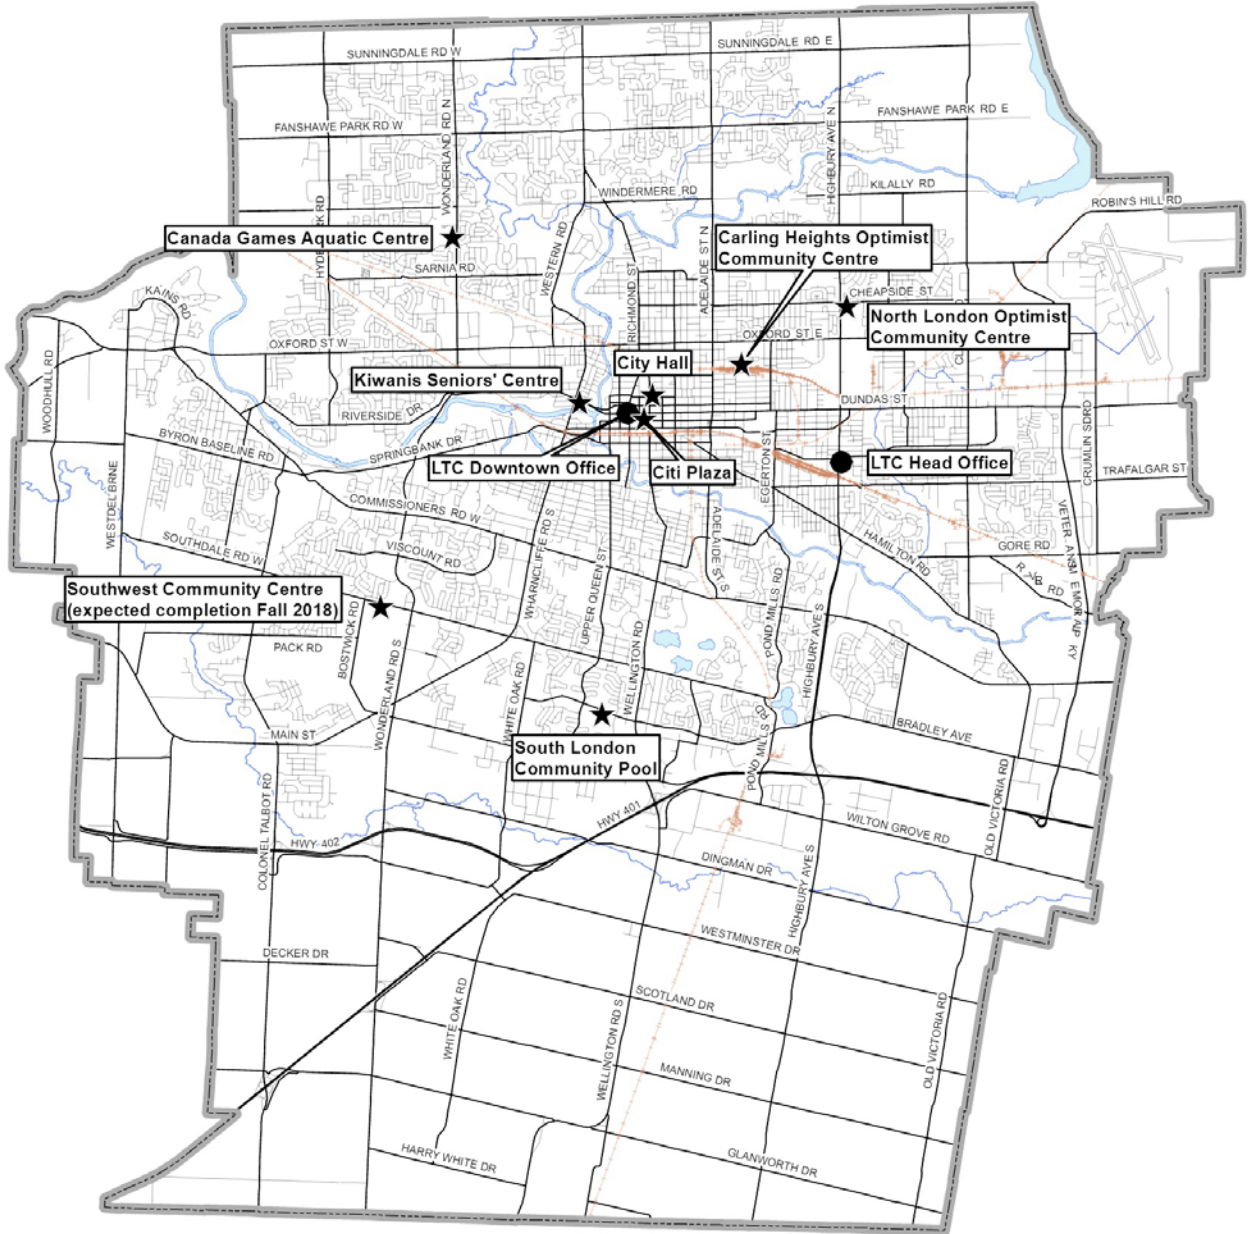 SUNNINGDALE RD W
SUNNINGDALE RD E
FANSHAWE PARK RD W
FANSHAWE PARK RD E
WONDERLAND RD N
HIGHBURY AVE N
WINDERMERE RD
KILALLY RD
ROBIN'S HILL RD
Canada Games Aquatic Centre
WESTERN RD
SARNIA RD
RICHMOND ST
ADELAIDE ST N
Carling Heights Optimist
Community Centre
CHEAPSIDE ST
North London Optimist
Community Centre
KAINS RD
OXFORD ST W
OXFORD ST E
WOODHULL RD
City Hall
Kiwanis Seniors' Centre
RIVERSIDE DR
DUNDAS ST
BYRON BASELINE RD
SPRINGBANK DR
LTC Downtown Office
Citi Plaza
EGERTON ST
LTC Head Office
CRUMLIN SDRD
TRAFALGAR ST
WESTDEL BRNE
COMMISSIONERS RD W
WHARNCLIFFE RD S
ADELAIDE ST S
SOUTHDALE RD W
VISCOUNT RD
HAMILTON RD
GORE RD
UPPER QUEEN ST
POND MILLS RD
HIGHBURY AVE S
Southwest Community Centre
(expected completion Fall 2018)
BOSTWICK RD
PACK RD
WONDERLAND RD S
WHITE OAK RD
WELLINGTON RD
MAIN ST
South London
Community Pool
POND MILLS RD
BRADLEY AVE
COLONEL TALBOT RD
OLD VICTORIA RD
HWY 401
HWY 402
WILTON GROVE RD
DINGMAN DR
HIGHBURY AVE S
DECKER DR
WESTMINSTER DR
SCOTLAND DR
WHITE OAK RD
WELLINGTON RD S
OLD VICTORIA RD
MANNING DR
HARRY WHITE DR
GLANWORTH DR